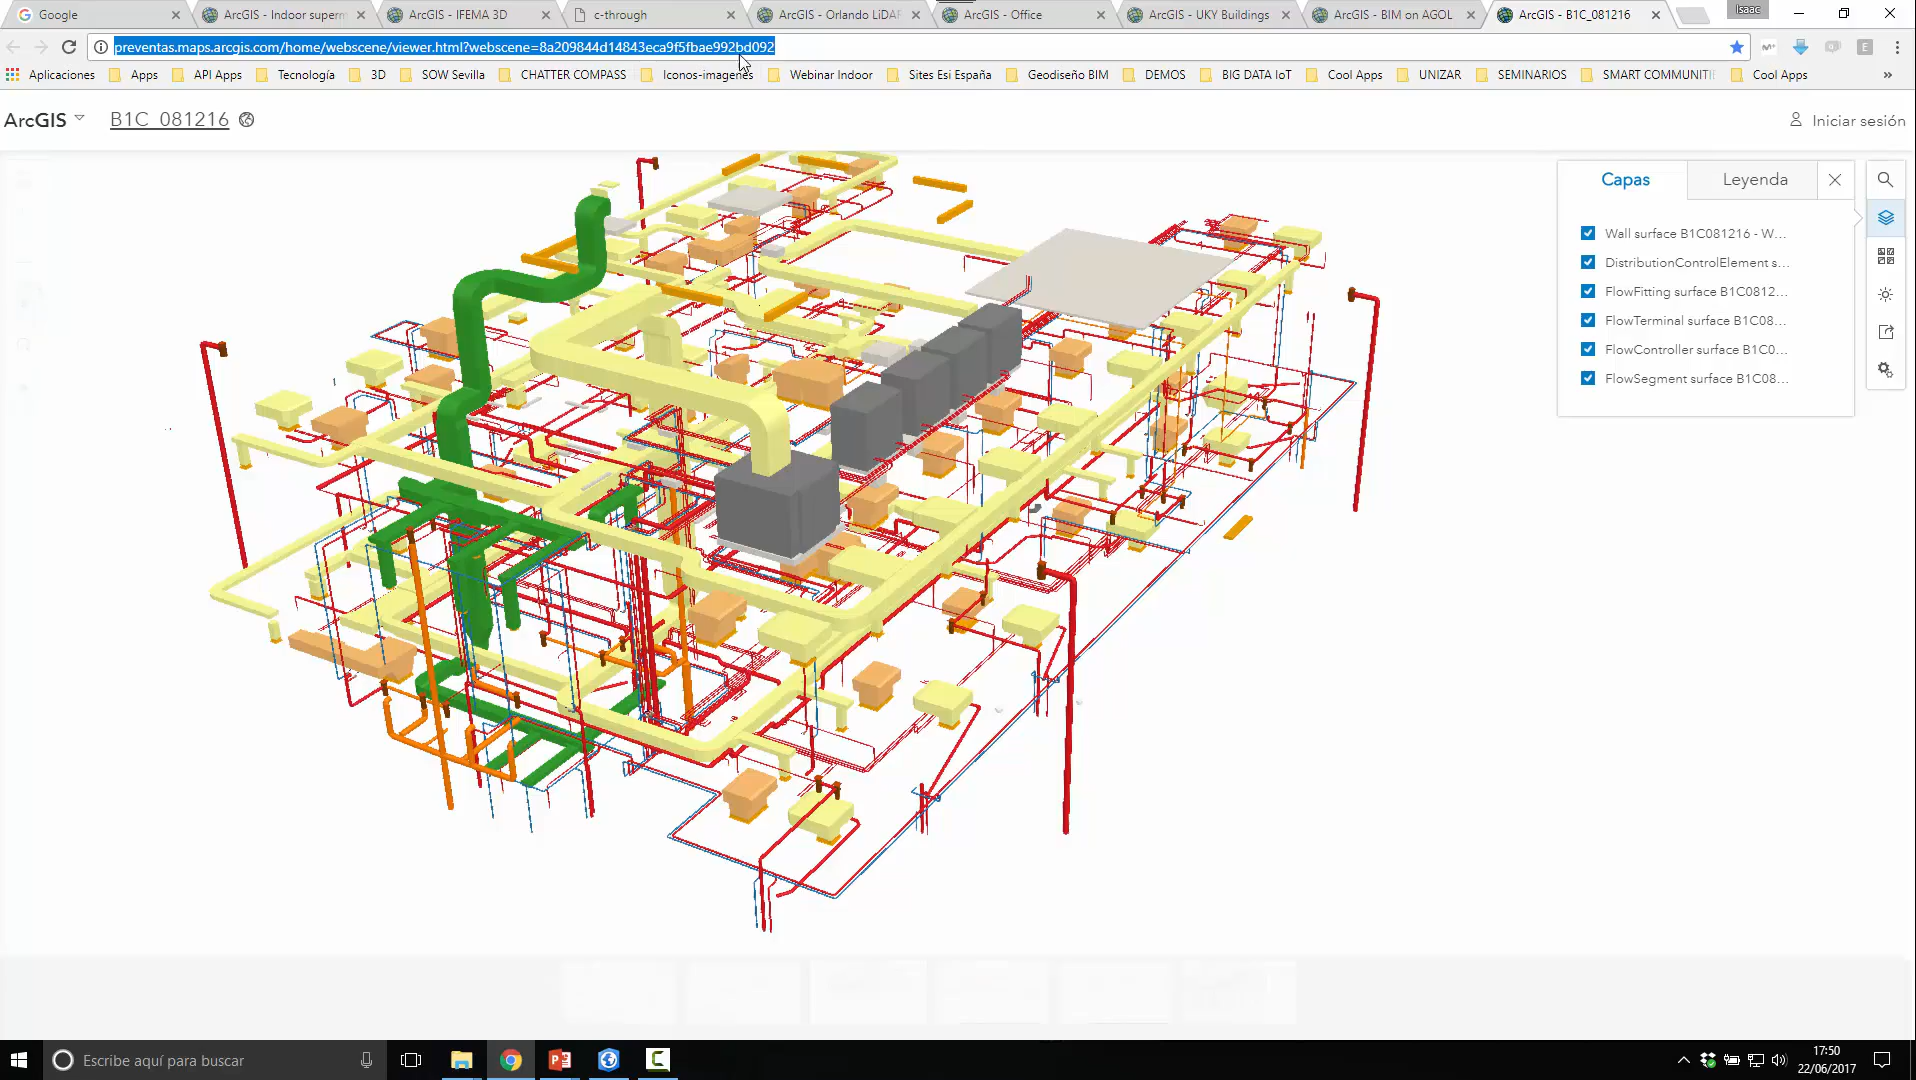 Google
ArcGIS - Indoor superm
ArcGIS - IFEMA 3D
c-through
ArcGIS - Orlando LiDAR
ArcGIS - Office
ArcGIS - UKY Buildings
ArcGIS - BIM on AGOL
ArcGIS - B1C_081216
Isaac
preventas.maps.arcgis.com/home/webscene/viewer.html?webscene=8a209844d14843eca9f5fbae992bd092
Aplicaciones
Apps
API Apps
Tecnología
3D
SOW Sevilla
CHATTER COMPASS
Iconos-imagenes
Webinar Indoor
Sites Esi España
Geodiseño BIM
DEMOS
BIG DATA IoT
Cool Apps
UNIZAR
SEMINARIOS
SMART COMMUNITI
Cool Apps
»
ArcGIS
B1C_081216
Iniciar sesión
Capas
Leyenda
Wall surface B1C081216 - W...
DistributionControlElement s...
FlowFitting surface B1C0812...
FlowTerminal surface B1C08...
FlowController surface B1C0...
FlowSegment surface B1C08...
Escribe aquí para buscar
17:50
22/06/2017